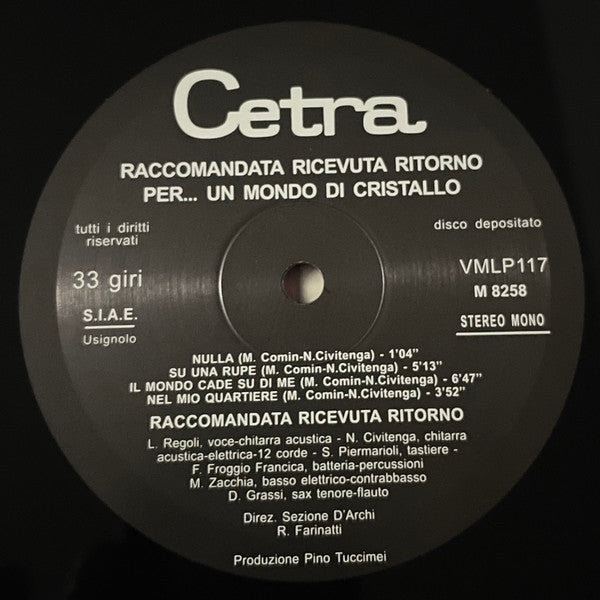 Cetra
RACCOMANDATA RICEVUTA RITORNO
PER... UN MONDO DI CRISTALLO
tutti i diritti
riservati
disco depositato
33 giri
VMLP117
M 8258
S.I.A.E.
STEREO MONO
Usignolo
NULLA (M. Comin-N.Civitenga) - 1'04"
SU UNA RUPE (M. Comin-N.Civitenga) - 5'13"
IL MONDO CADE SU DI ME (M. Comin-N.Civitenga) - 6'47"
NEL MIO QUARTIERE (M. Comin-N.Civitenga) - 3'52"
RACCOMANDATA RICEVUTA RITORNO
L. Regoli, voce-chitarra acustica - N. Civitenga, chitarra
acustica-elettrica-12 corde - S. Piermarioli, tastiere -
F. Froggio Francica, batteria-percussioni
M. Zacchia, basso elettrico-contrabbasso
D. Grassi, sax tenore-flauto
Direz. Sezione D'Archi
R. Farinatti
Produzione Pino Tuccimei